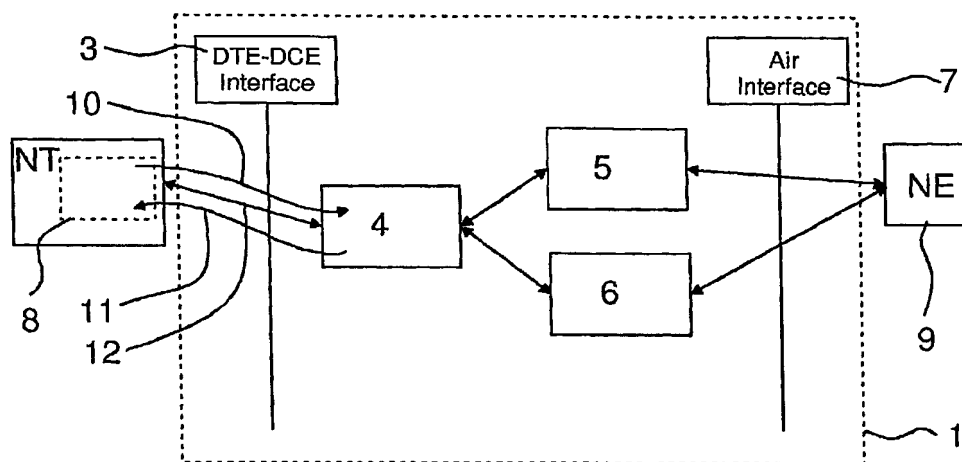 3
DTE-DCE
Interface
Air
Interface
7
10
NT
5
NE
4
6
8
11
12
9
1